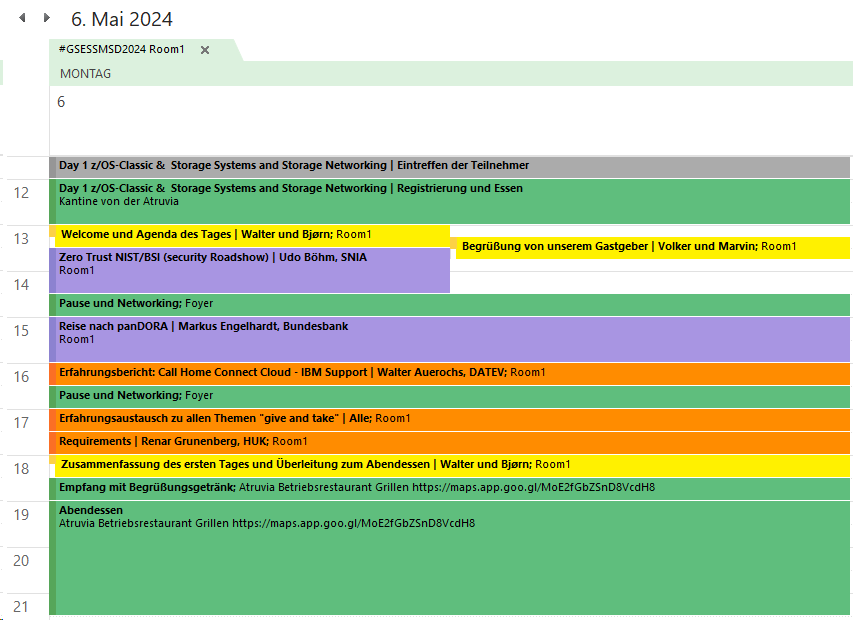 6. Mai 2024
#GSESSMSD2024 Room1
MONTAG
6
Day 1 z/OS-Classic & Storage Systems and Storage Networking | Eintreffen der Teilnehmer
12
Day 1 z/OS-Classic & Storage Systems and Storage Networking | Registrierung und Essen
Kantine von der Atruvia
13
Welcome und Agenda des Tages | Walter und Bjørn; Room1
Begrüßung von unserem Gastgeber | Volker und Marvin; Room1
Zero Trust NIST/BSI (security Roadshow) | Udo Böhm, SNIA
Room1
14
Pause und Networking; Foyer
15
Reise nach panDORA | Markus Engelhardt, Bundesbank
Room1
16
Erfahrungsbericht: Call Home Connect Cloud - IBM Support | Walter Auerochs, DATEV; Room1
Pause und Networking; Foyer
17
Erfahrungsaustausch zu allen Themen "give and take" | Alle; Room1
Requirements | Renar Grunenberg, HUK; Room1
18
Zusammenfassung des ersten Tages und Überleitung zum Abendessen | Walter und Bjørn; Room1
Empfang mit Begrüßungsgetränk; Atruvia Betriebsrestaurant Grillen https://maps.app.goo.gl/MoE2fGbZSnD8VcdH8
19
Abendessen
Atruvia Betriebsrestaurant Grillen https://maps.app.goo.gl/MoE2fGbZSnD8VcdH8
20
21